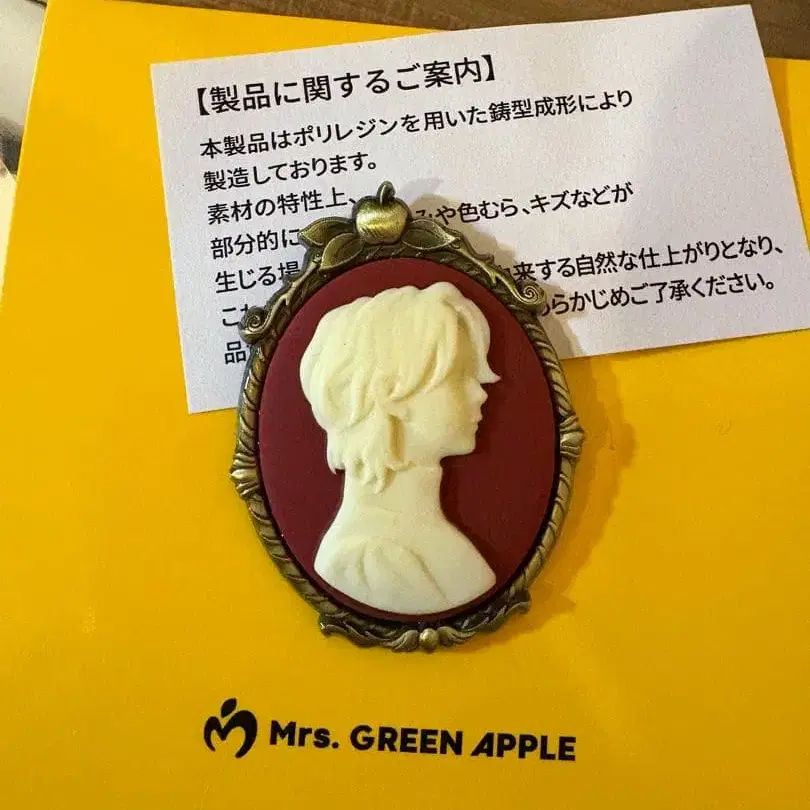 【製品に関するご案内】
本製品はポリレジンを用いた鋳型成形により
製造しております。
素材の特性上、 みや色むら、キズなどが
部分的に
生じる場 来する自然な仕上がりとなり、
こ らかじめご了承ください。
品
Mrs. GREEN APPLE